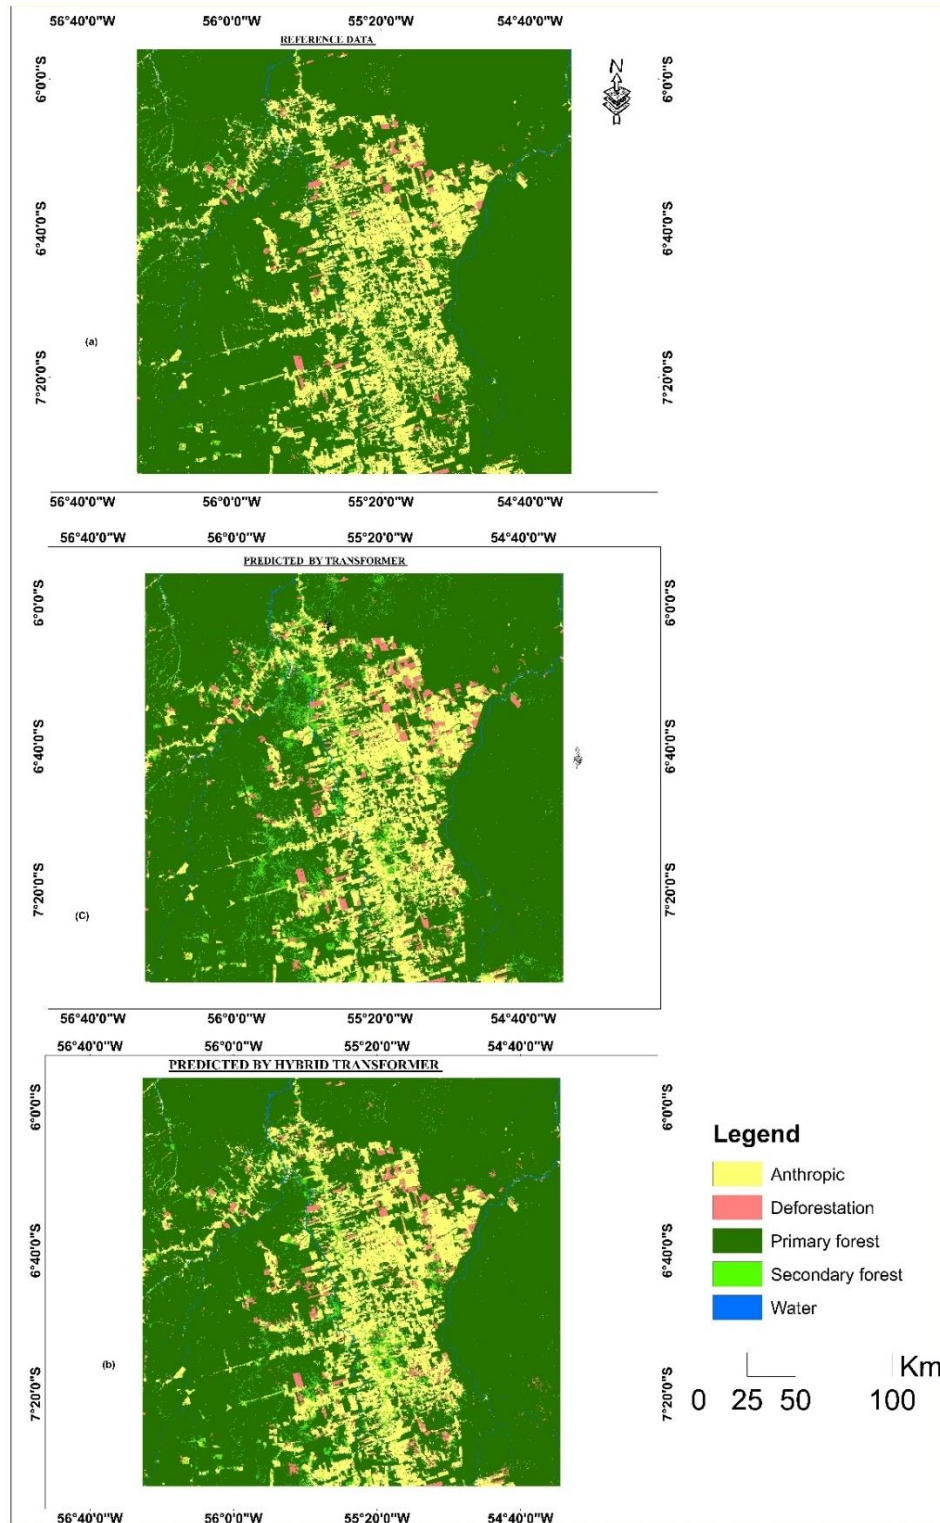 56°40'0"W 56°0'0"W 55°20'0"W 54°40'0"W
REFERENCE DATA
N
6°0'0"S 6°0'0"S
6°40'0"S 6°40'0"S
(a)
7°20'0"S 7°20'0"S
56°40'0"W 56°0'0"W 55°20'0"W 54°40'0"W
56°40'0"W 56°0'0"W 55°20'0"W 54°40'0"W
PREDICTED BY TRANSFORMER
6°0'0"S 6°0'0"S
6°40'0"S 6°40'0"S
7°20'0"S 7°20'0"S
(C)
56°40'0"W 56°0'0"W 55°20'0"W 54°40'0"W
56°40'0"W 56°0'0"W 55°20'0"W 54°40'0"W
PREDICTED BY HYBRID TRANSFORMER
6°0'0"S 6°0'0"S
6°40'0"S 6°40'0"S
(b)
7°20'0"S 7°20'0"S
56°40'0"W 56°0'0"W 55°20'0"W 54°40'0"W
Legend
Anthropic
Deforestation
Primary forest
Secondary forest
Water
Km
0 25 50 100